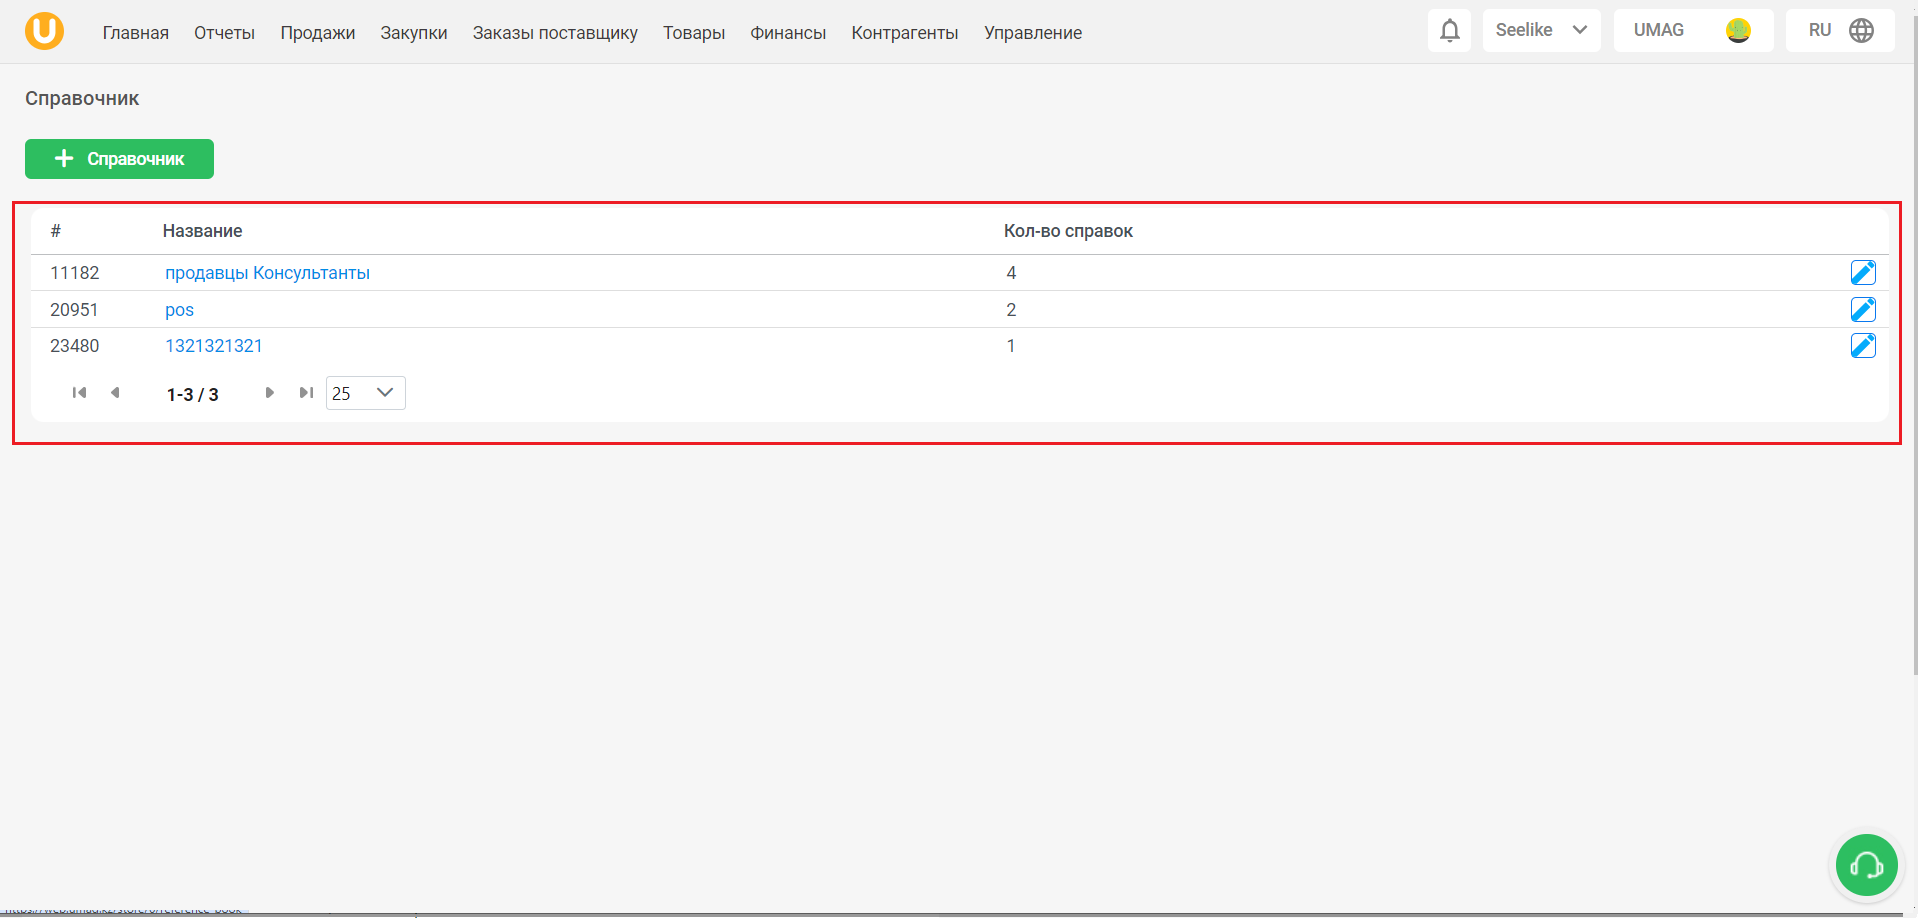 Главная Отчеты Продажи Закупки Заказы поставщику Товары Финансы Контрагенты Управление Seelike UMAG RU
Справочник
+ Справочник
# Название Кол-во справок
11182 продавцы Консультанты 4
20951 pos 2
23480 1321321321 1
1-3 / 3 25